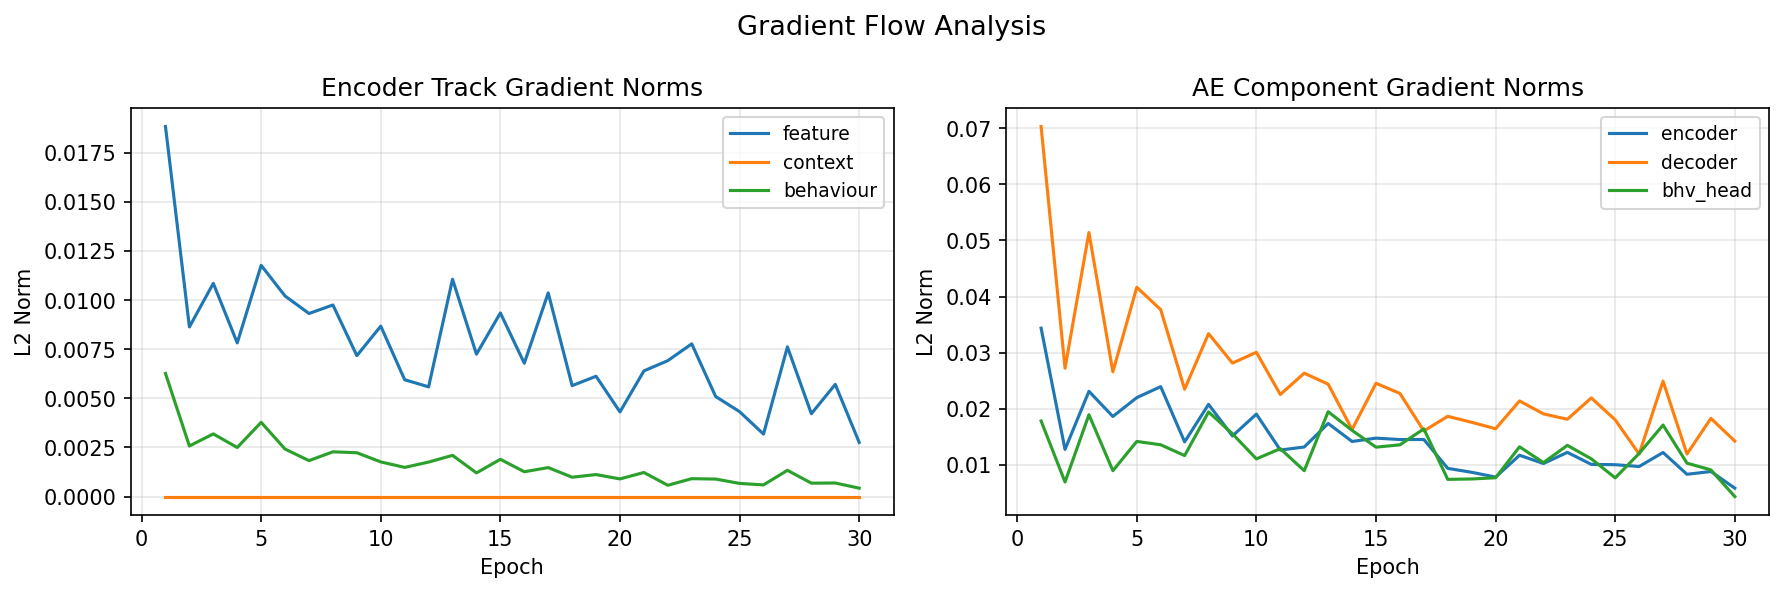 Gradient Flow Analysis
Encoder Track Gradient Norms
L2 Norm
0.0175
0.0150
0.0125
0.0100
0.0075
0.0050
0.0025
0.0000
feature
context
behaviour
0 5 10 15 20 25 30
Epoch
AE Component Gradient Norms
L2 Norm
0.07
0.06
0.05
0.04
0.03
0.02
0.01
encoder
decoder
bhv_head
0 5 10 15 20 25 30
Epoch